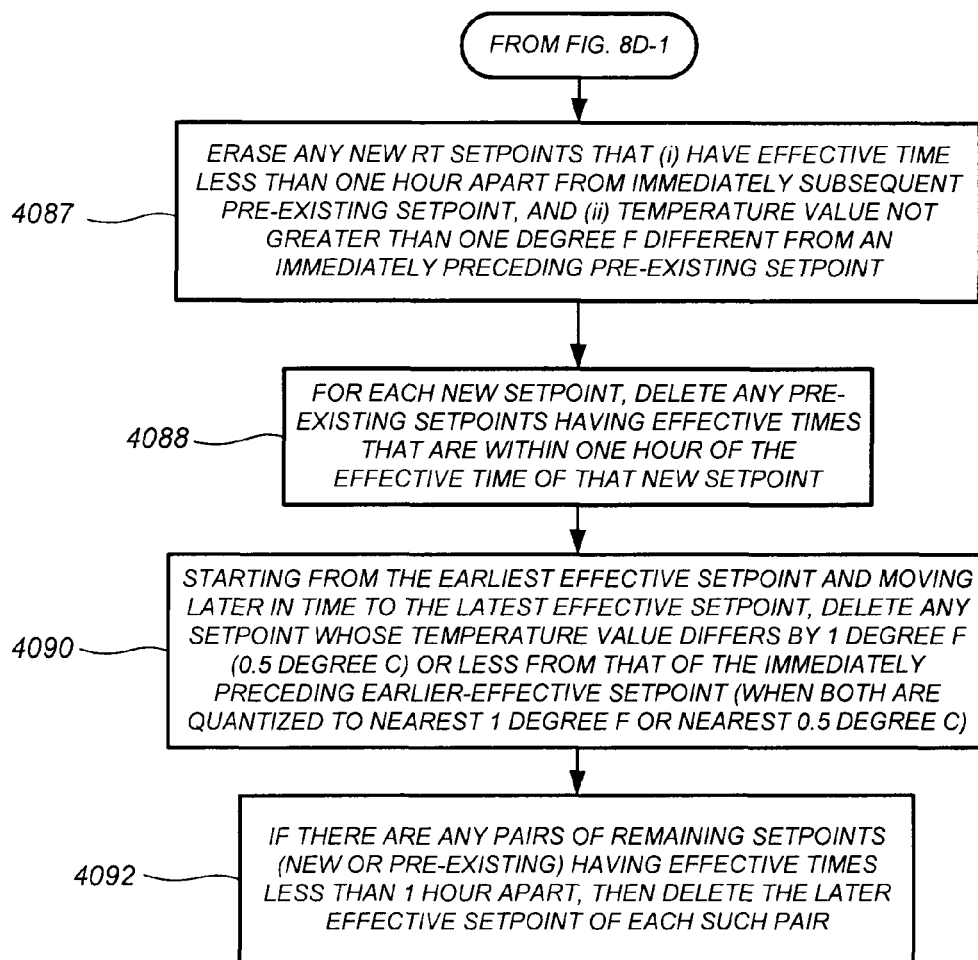 FROM FIG. 8D-1
4087
ERASE ANY NEW RT SETPOINTS THAT (i) HAVE EFFECTIVE TIME
LESS THAN ONE HOUR APART FROM IMMEDIATELY SUBSEQUENT
PRE-EXISTING SETPOINT, AND (ii) TEMPERATURE VALUE NOT
GREATER THAN ONE DEGREE F DIFFERENT FROM AN
IMMEDIATELY PRECEDING PRE-EXISTING SETPOINT
4088
FOR EACH NEW SETPOINT, DELETE ANY PRE-
EXISTING SETPOINTS HAVING EFFECTIVE TIMES
THAT ARE WITHIN ONE HOUR OF THE
EFFECTIVE TIME OF THAT NEW SETPOINT
4090
STARTING FROM THE EARLIEST EFFECTIVE SETPOINT AND MOVING
LATER IN TIME TO THE LATEST EFFECTIVE SETPOINT, DELETE ANY
SETPOINT WHOSE TEMPERATURE VALUE DIFFERS BY 1 DEGREE F
(0.5 DEGREE C) OR LESS FROM THAT OF THE IMMEDIATELY
PRECEDING EARLIER-EFFECTIVE SETPOINT (WHEN BOTH ARE
QUANTIZED TO NEAREST 1 DEGREE F OR NEAREST 0.5 DEGREE C)
4092
IF THERE ARE ANY PAIRS OF REMAINING SETPOINTS
(NEW OR PRE-EXISTING) HAVING EFFECTIVE TIMES
LESS THAN 1 HOUR APART, THEN DELETE THE LATER
EFFECTIVE SETPOINT OF EACH SUCH PAIR